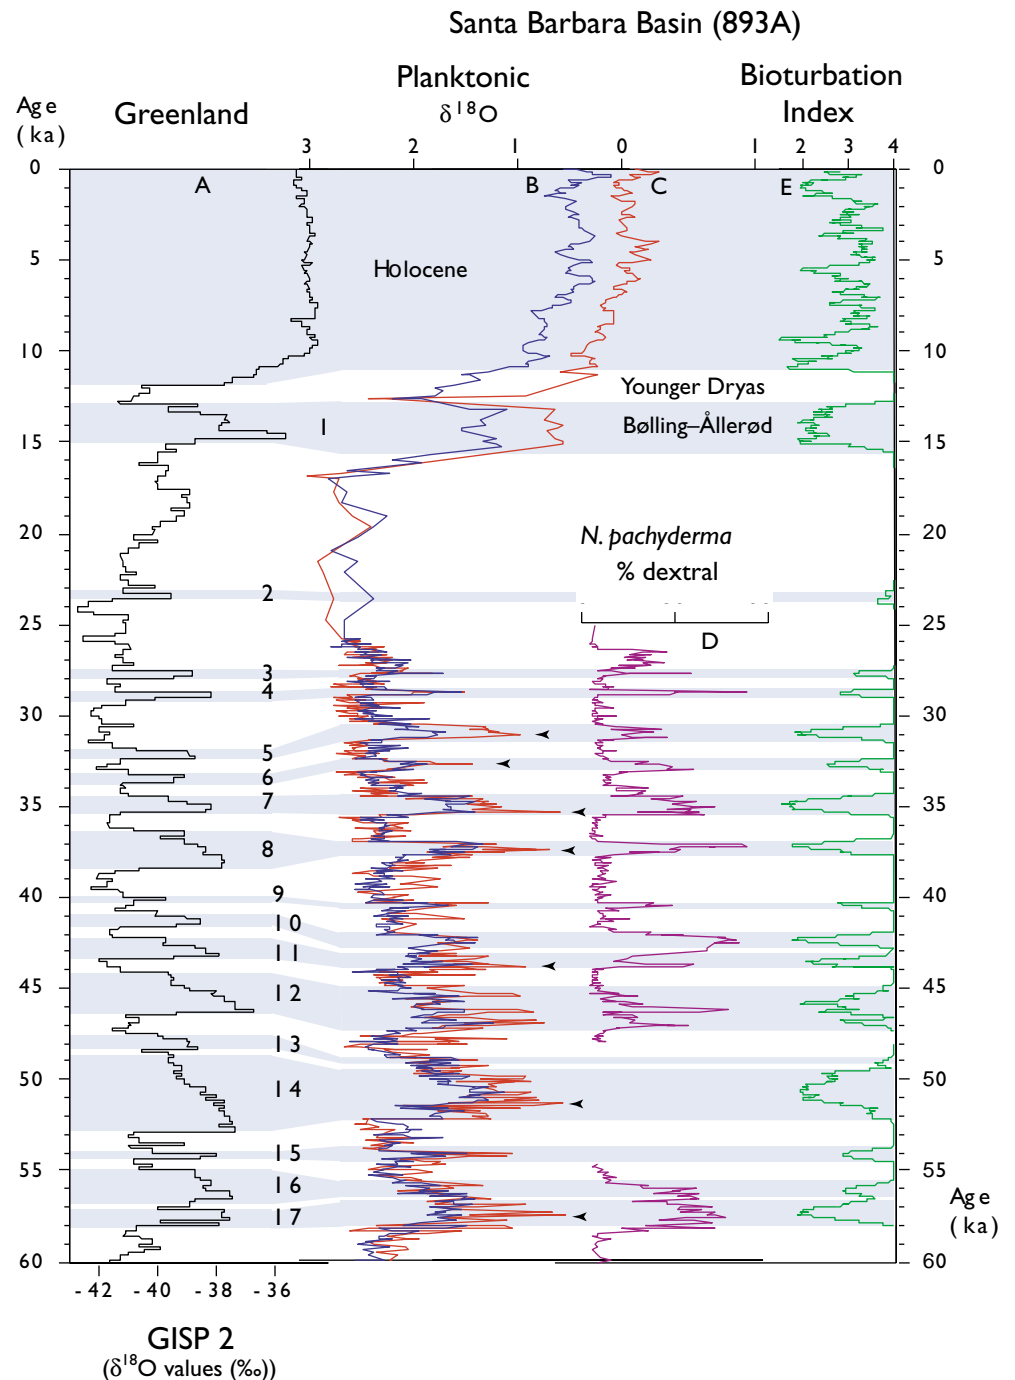 Santa Barbara Basin (893A)
Age
(ka)
Greenland
Planktonic
δ18O
Bioturbation
Index
3 2 1 0 1 2 3 4
0 A B C E 0
5 Holocene 5
10 10
Younger Dryas
1 Bølling–Ållerød
15 15
N. pachyderma
% dextral
20 20
2
25 25
D
3
4
30 30
5
6
7
35 35
8
9
40 40
10
11
12
45 45
13
14
50 50
15
55 55
16
17
Age
(ka)
60 60
-42 -40 -38 -36
GISP 2
(δ18O values (‰))